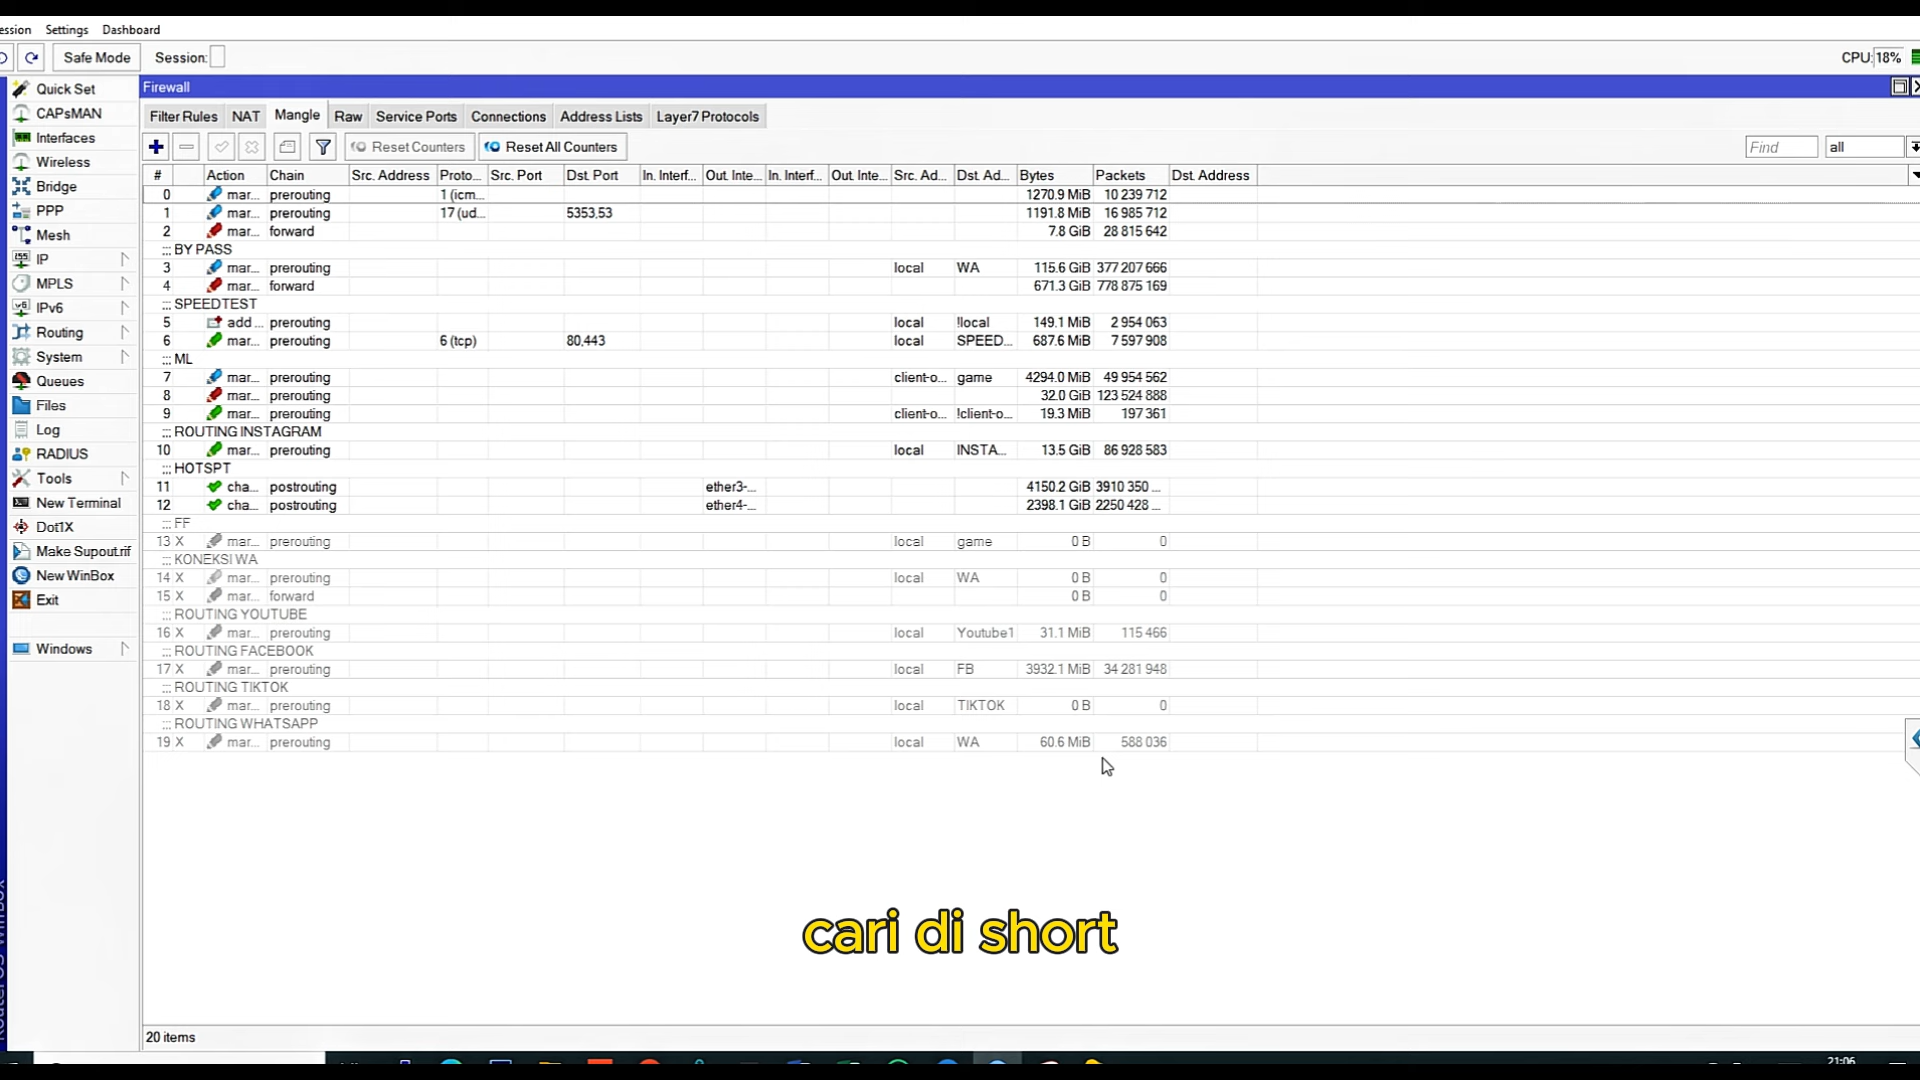 ession Settings Dashboard
Safe Mode Session: CPU: 18%
Quick Set
CAPsMAN
Interfaces
Wireless
Bridge
PPP
Mesh
IP
MPLS
IPv6
Routing
System
Queues
Files
Log
RADIUS
Tools
New Terminal
Dot1X
Make Supout.rif
New WinBox
Exit
Windows
Firewall
Filter Rules NAT Mangle Raw Service Ports Connections Address Lists Layer7 Protocols
Reset Counters Reset All Counters Find all
# Action Chain Src. Address Proto... Src. Port Dst. Port In. Interf... Out. Inte... In. Interf... Out. Inte... Src. Ad... Dst. Ad... Bytes Packets Dst. Address
0 mar... prerouting 1 (icm... 1270.9 MiB 10 239 712
1 mar... prerouting 17 (ud... 5353,53 1191.8 MiB 16 985 712
2 mar... forward 7.8 GiB 28 815 642
::: BY PASS
3 mar... prerouting local WA 115.6 GiB 377 207 666
4 mar... forward 671.3 GiB 778 875 169
::: SPEEDTEST
5 add ... prerouting local !local 149.1 MiB 2 954 063
6 mar... prerouting 6 (tcp) 80,443 local SPEED... 687.6 MiB 7 597 908
::: ML
7 mar... prerouting client-o... game 4294.0 MiB 49 954 562
8 mar... prerouting 32.0 GiB 123 524 888
9 mar... prerouting client-o... !client-o... 19.3 MiB 197 361
::: ROUTING INSTAGRAM
10 mar... prerouting local INSTA... 13.5 GiB 86 928 583
::: HOTSPT
11 cha... postrouting ether3-... 4150.2 GiB 3910 350 ...
12 cha... postrouting ether4-... 2398.1 GiB 2250 428 ...
::: FF
13 X mar... prerouting local game 0 B 0
::: KONEKSI WA
14 X mar... prerouting local WA 0 B 0
15 X mar... forward 0 B 0
::: ROUTING YOUTUBE
16 X mar... prerouting local Youtube1 31.1 MiB 115 466
::: ROUTING FACEBOOK
17 X mar... prerouting local FB 3932.1 MiB 34 281 948
::: ROUTING TIKTOK
18 X mar... prerouting local TIKTOK 0 B 0
::: ROUTING WHATSAPP
19 X mar... prerouting local WA 60.6 MiB 588 036
cari di short
20 items
RouterOS WinBox
21:06